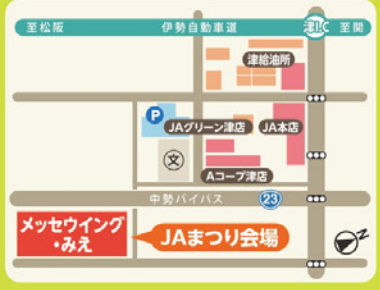 至松阪
伊勢自動車道
津I.C
至関
津給油所
P
JAグリーン津店
JA本店
文
Aコープ津店
中勢バイパス
23
メッセウイング
・みえ
JAまつり会場
Z